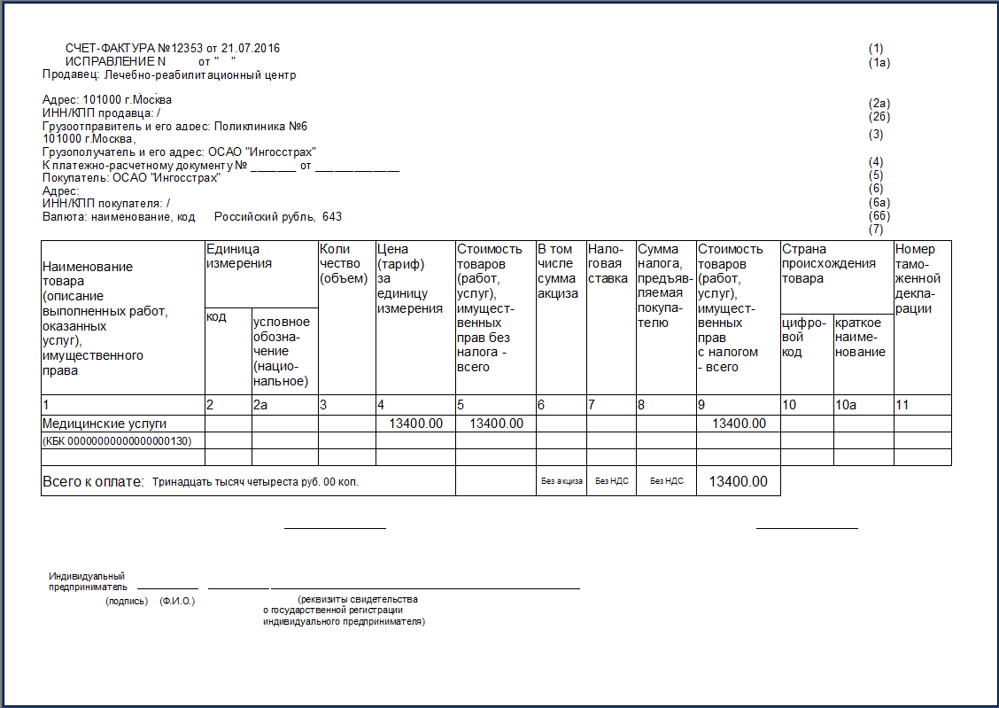 СЧЕТ-ФАКТУРА №12353 от 21.07.2016 (1)
ИСПРАВЛЕНИЕ N от " " (1а)
Продавец: Лечебно-реабилитационный центр
Адрес: 101000 г.Москва (2а)
ИНН/КПП продавца: / (2б)
Грузоотправитель и его адрес: Поликлиника №6 (3)
101000 г.Москва,
Грузополучатель и его адрес: ОСАО "Ингосстрах" (4)
К платежно-расчетному документу № _______ от _____________ (5)
Покупатель: ОСАО "Ингосстрах" (6)
Адрес: (6а)
ИНН/КПП покупателя: / (6б)
Валюта: наименование, код Российский рубль, 643 (7)
Наименование
товара
(описание
выполненных работ,
оказанных
услуг),
имущественного
права
Единица
измерения
код
условное
обозна-
чение
(нацио-
нальное)
Коли
чество
(объем)
Цена
(тариф)
за
единицу
измерения
Стоимость
товаров
(работ,
услуг),
имущест-
венных
прав без
налога -
всего
В том
числе
сумма
акциза
Нало-
говая
ставка
Сумма
налога,
предъяв-
ляемая
покупа-
телю
Стоимость
товаров
(работ,
услуг),
имущест-
венных
прав
с налогом
- всего
Страна
происхождения
товара
цифро-
вой
код
краткое
наиме-
нование
Номер
тамо-
женной
декла-
рации
1 2 2а 3 4 5 6 7 8 9 10 10а 11
Медицинские услуги 13400.00 13400.00 13400.00
(КБК 00000000000000000130)
Всего к оплате: Тринадцать тысяч четыреста руб. 00 коп. Без акциза Без НДС Без НДС 13400.00
Индивидуальный
предприниматель
(подпись) (Ф.И.О.) (реквизиты свидетельства
о государственной регистрации
индивидуального предпринимателя)